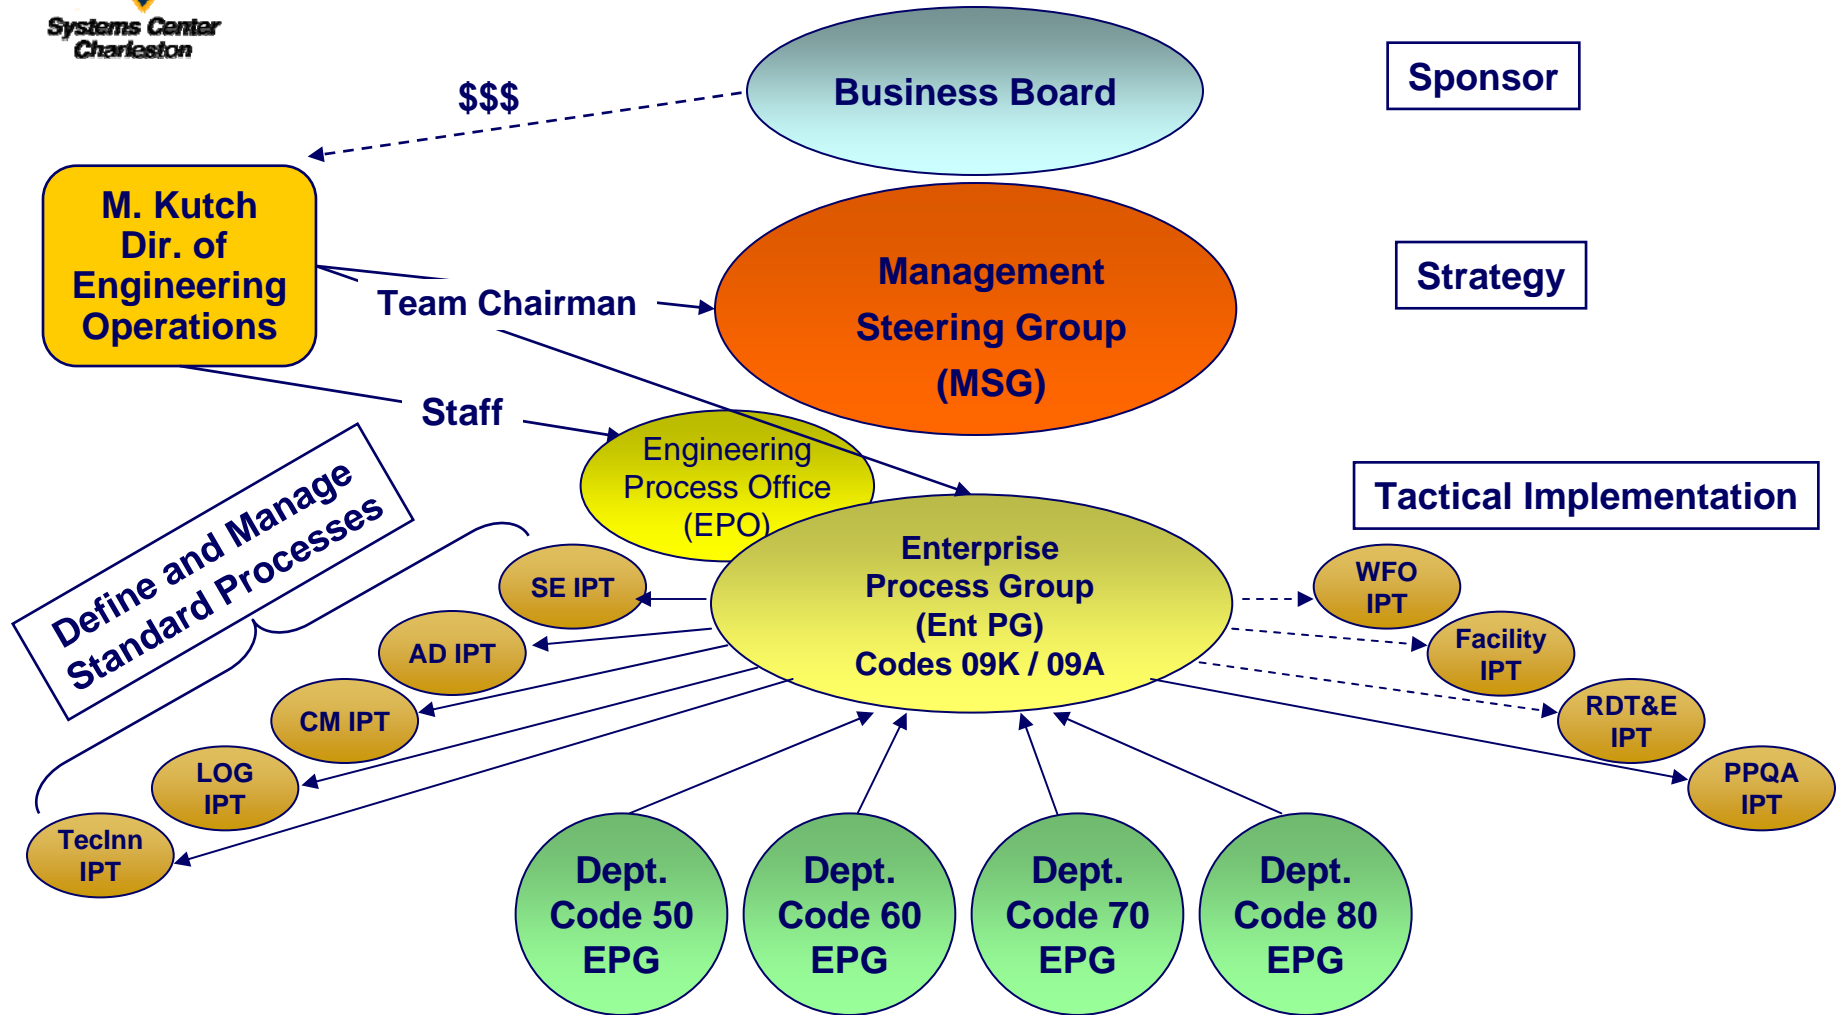 Systems Center
Charleston
$$$
Business Board
Sponsor
M. Kutch
Dir. of
Engineering
Operations
Team Chairman
Management
Steering Group
(MSG)
Strategy
Staff
Engineering
Process Office
(EPO)
Tactical Implementation
Define and Manage
Standard Processes
Enterprise
Process Group
(Ent PG)
Codes 09K / 09A
SE IPT
AD IPT
CM IPT
LOG
IPT
TecInn
IPT
WFO
IPT
Facility
IPT
RDT&E
IPT
PPQA
IPT
Dept.
Code 50
EPG
Dept.
Code 60
EPG
Dept.
Code 70
EPG
Dept.
Code 80
EPG